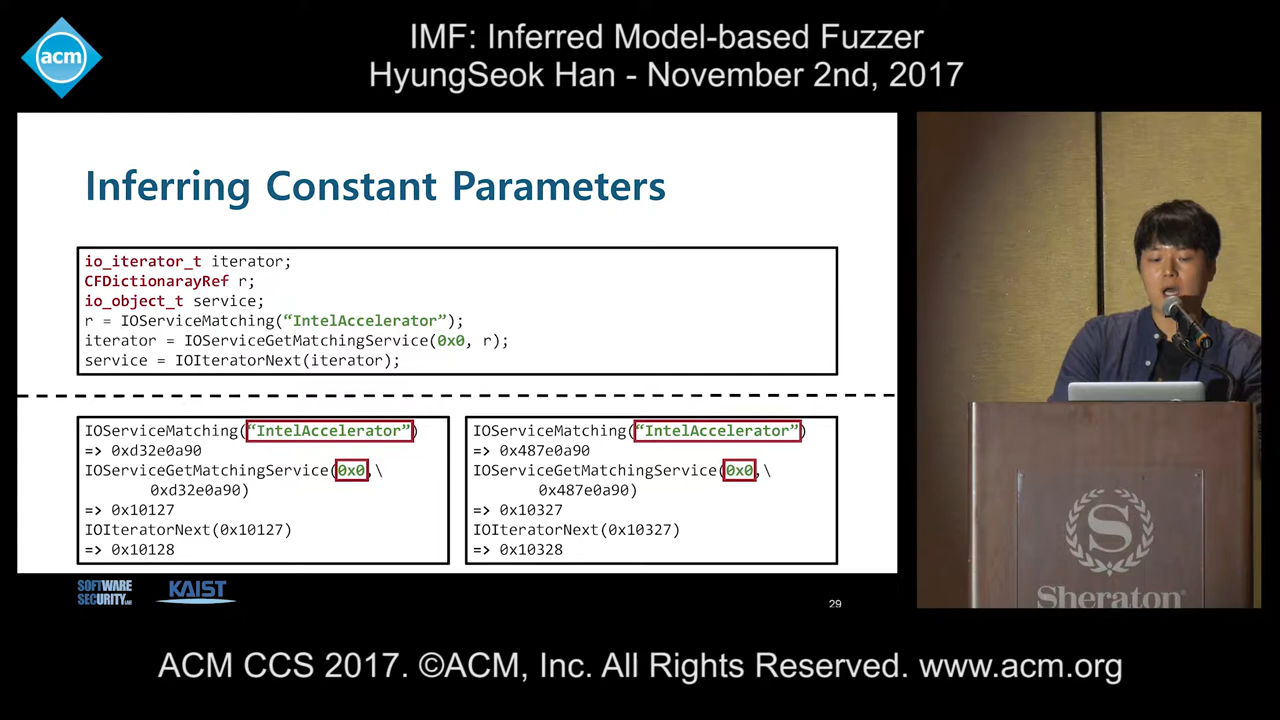 IMF: Inferred Model-based Fuzzer
HyungSeok Han - November 2nd, 2017
acm
Inferring Constant Parameters
io_iterator_t iterator;
CFDictionarayRef r;
io_object_t service;
r = IOServiceMatching(“IntelAccelerator”);
iterator = IOServiceGetMatchingService(0x0, r);
service = IOIteratorNext(iterator);
IOServiceMatching(“IntelAccelerator”)
=> 0xd32e0a90
IOServiceGetMatchingService(0x0,\
0xd32e0a90)
=> 0x10127
IOIteratorNext(0x10127)
=> 0x10128
IOServiceMatching(“IntelAccelerator”)
=> 0x487e0a90
IOServiceGetMatchingService(0x0,\
0x487e0a90)
=> 0x10327
IOIteratorNext(0x10327)
=> 0x10328
SOFTWARE
SECURITY LAB
KAIST
29
S
Sheraton
ACM CCS 2017. ©ACM, Inc. All Rights Reserved. www.acm.org